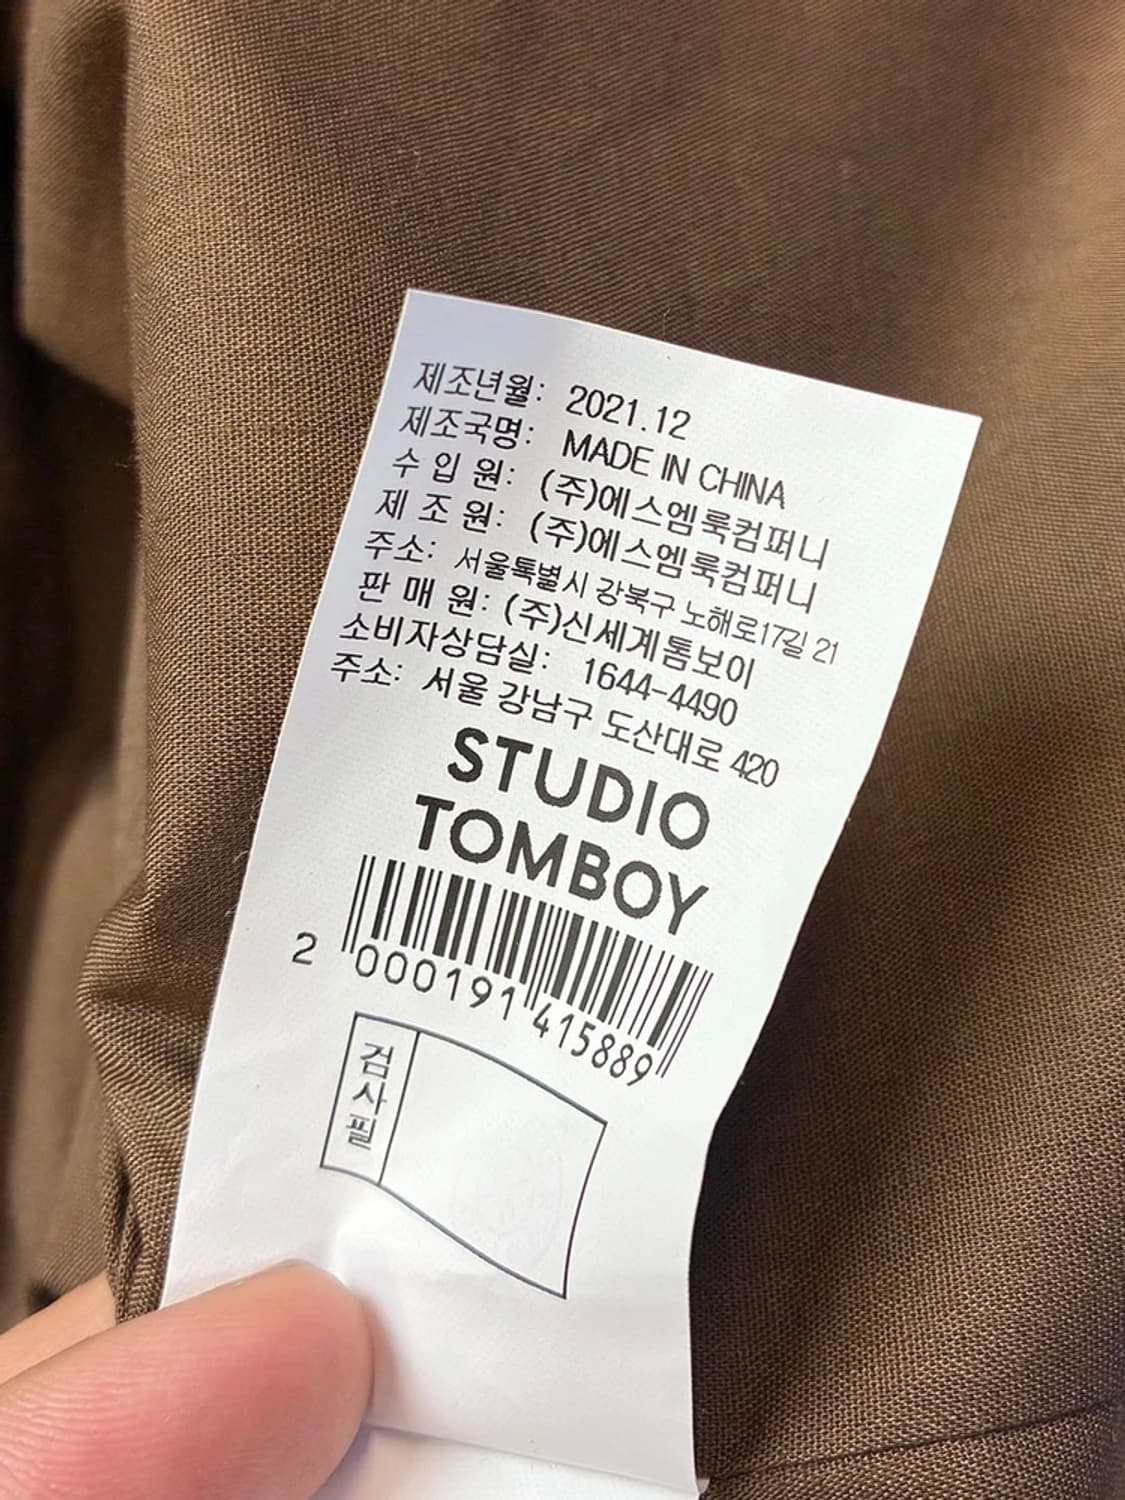 제조년월: 2021.12
제조국명: MADE IN CHINA
수 입 원: (주)에스엠룩컴퍼니
제 조 원: (주)에스엠룩컴퍼니
주소: 서울특별시 강북구 노해로17길 21
판 매 원: (주)신세계톰보이
소비자상담실: 1644-4490
주소: 서울 강남구 도산대로 420
STUDIO
TOMBOY
2 000191 415889
검사필